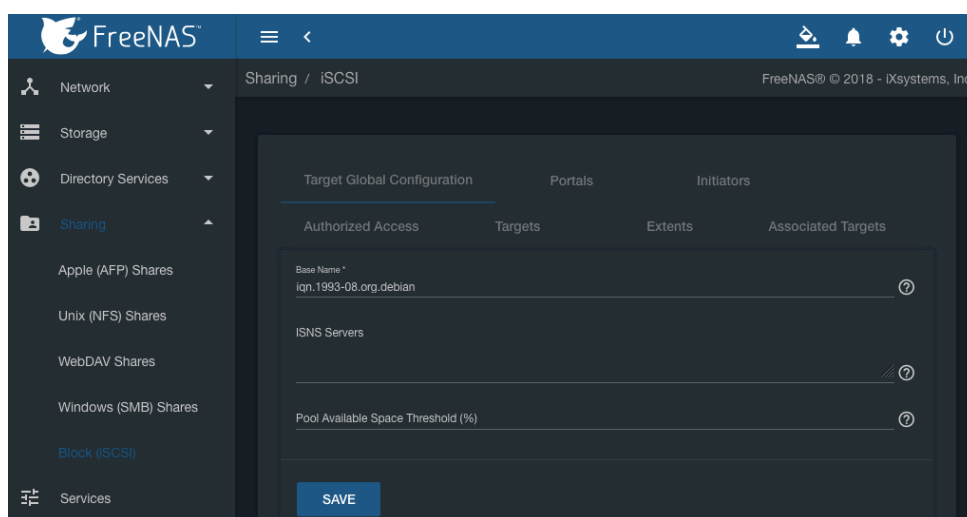 FreeNAS™
Sharing / iSCSI
FreeNAS® © 2018 - iXsystems, Inc
Network
Storage
Directory Services
Sharing
Apple (AFP) Shares
Unix (NFS) Shares
WebDAV Shares
Windows (SMB) Shares
Block (iSCSI)
Services
Target Global Configuration Portals Initiators
Authorized Access Targets Extents Associated Targets
Base Name *
iqn.1993-08.org.debian
ISNS Servers
Pool Available Space Threshold (%)
SAVE